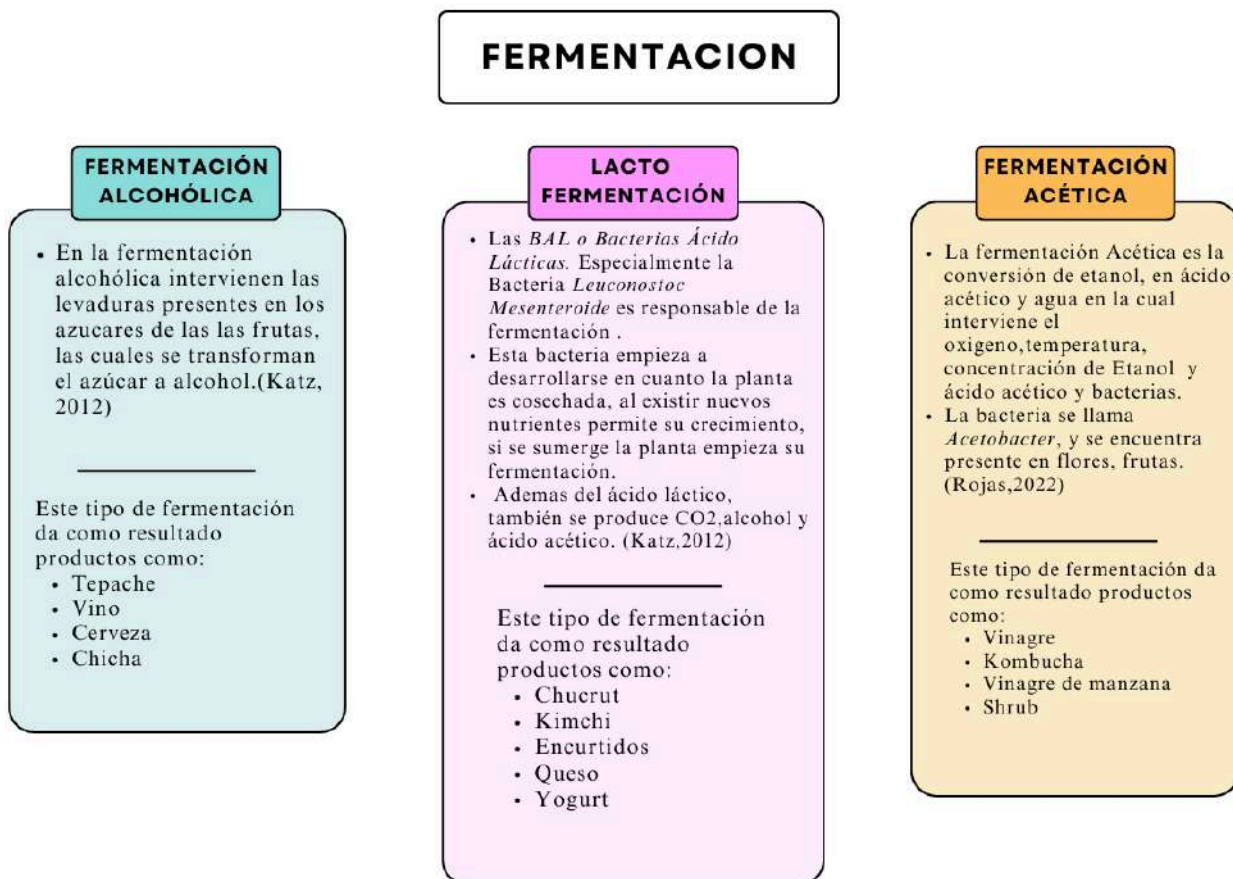 FERMENTACION
FERMENTACIÓN
ALCOHÓLICA
• En la fermentación
alcohólica intervienen las
levaduras presentes en los
azucares de las las frutas,
las cuales se transforman
el azúcar a alcohol.(Katz,
2012)
Este tipo de fermentación
da como resultado
productos como:
• Tepache
• Vino
• Cerveza
• Chicha
LACTO
FERMENTACIÓN
• Las BAL o Bacterias Ácido
Lácticas. Especialmente la
Bacteria Leuconostoc
Mesenteroide es responsable de la
fermentación .
• Esta bacteria empieza a
desarrollarse en cuanto la planta
es cosechada, al existir nuevos
nutrientes permite su crecimiento,
si se sumerge la planta empieza su
fermentación.
• Ademas del ácido láctico,
también se produce CO2,alcohol y
ácido acético. (Katz,2012)
Este tipo de fermentación
da como resultado
productos como:
• Chucrut
• Kimchi
• Encurtidos
• Queso
• Yogurt
FERMENTACIÓN
ACÉTICA
• La fermentación Acética es la
conversión de etanol, en ácido
acético y agua en la cual
interviene el
oxigeno,temperatura,
concentración de Etanol y
ácido acético y bacterias.
• La bacteria se llama
Acetobacter, y se encuentra
presente en flores, frutas.
(Rojas,2022)
Este tipo de fermentación da
como resultado productos
como:
• Vinagre
• Kombucha
• Vinagre de manzana
• Shrub